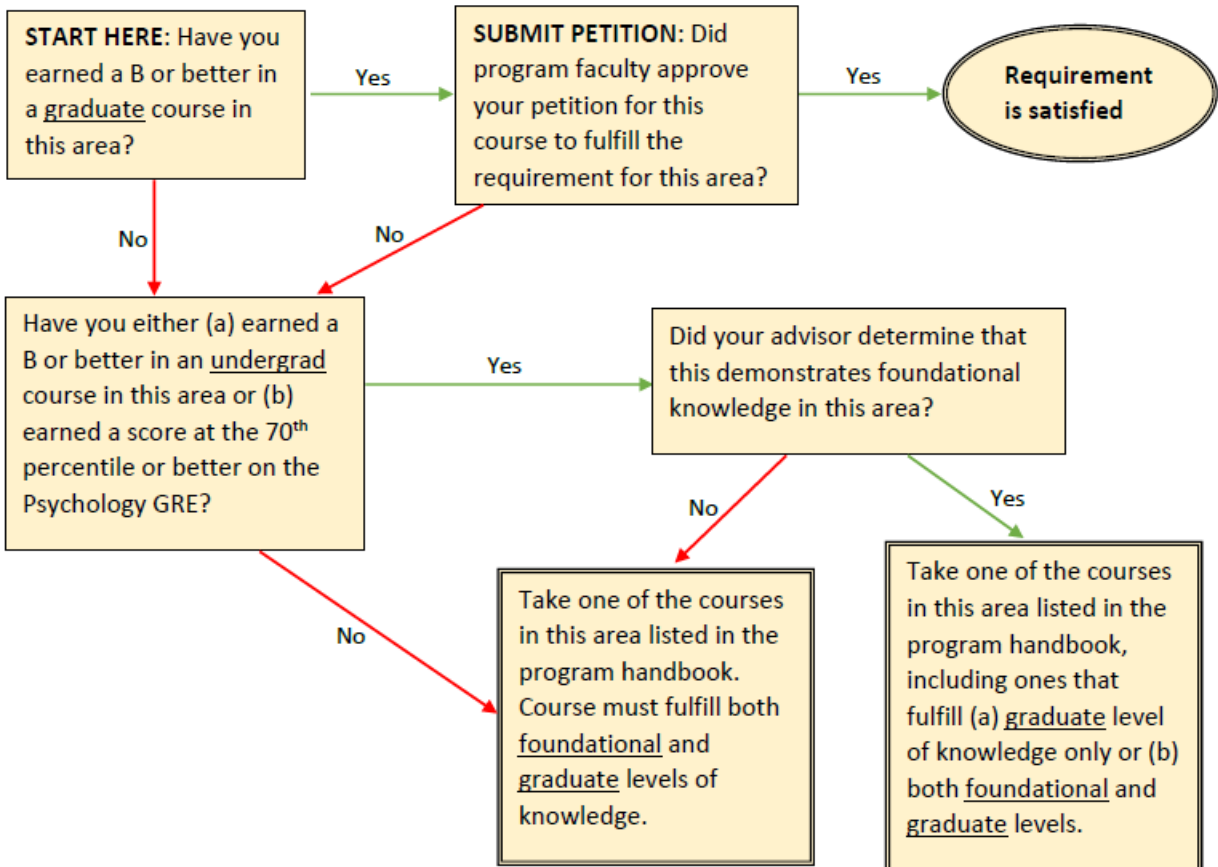 START HERE: Have you
earned a B or better in
a graduate course in
this area?
Yes
SUBMIT PETITION: Did
program faculty approve
your petition for this
course to fulfill the
requirement for this area?
Yes
Requirement
is satisfied
No
No
Have you either (a) earned a
B or better in an undergrad
course in this area or (b)
earned a score at the 70th
percentile or better on the
Psychology GRE?
Yes
Did your advisor determine that
this demonstrates foundational
knowledge in this area?
No
Yes
No
Take one of the courses
in this area listed in the
program handbook.
Course must fulfill both
foundational and
graduate levels of
knowledge.
Take one of the courses
in this area listed in the
program handbook,
including ones that
fulfill (a) graduate level
of knowledge only or (b)
both foundational and
graduate levels.